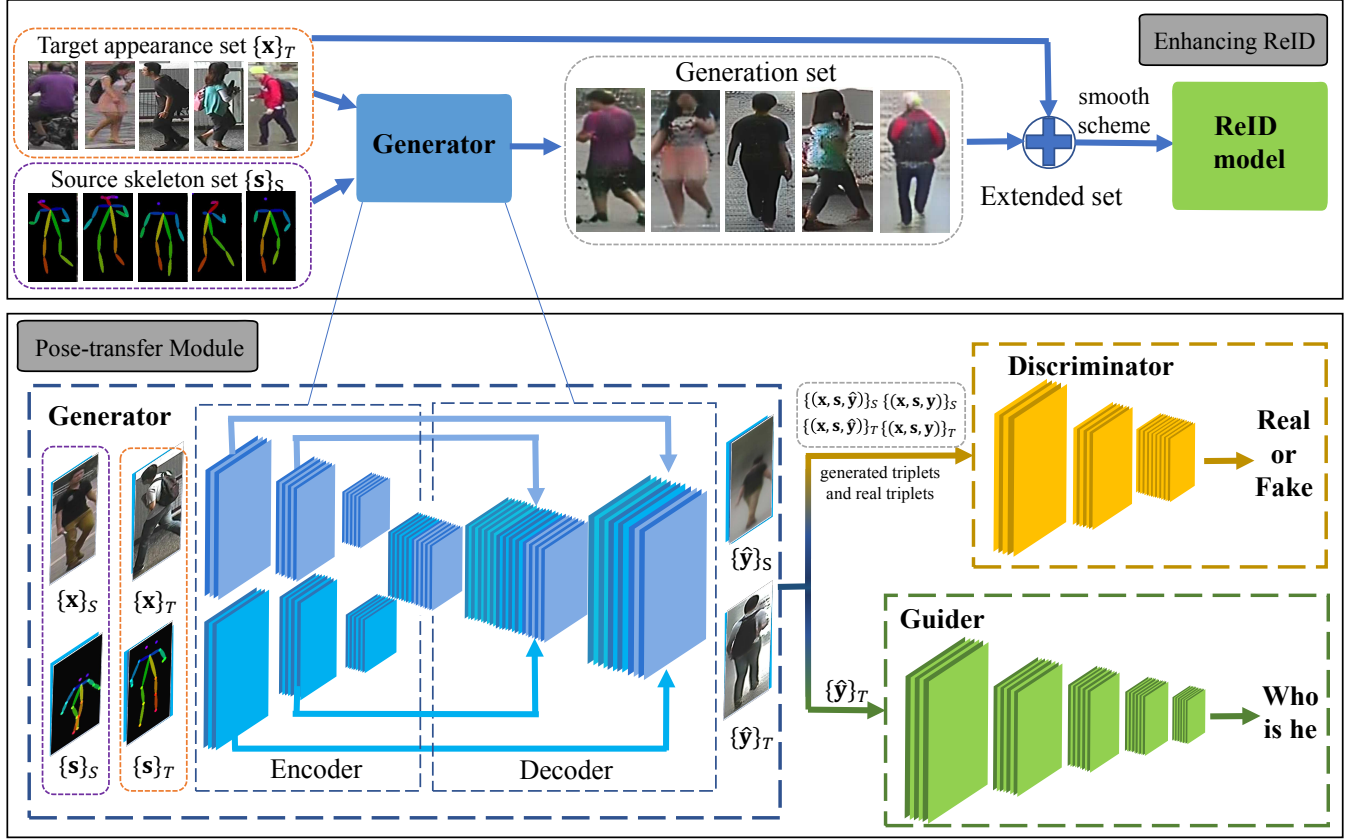 Target appearance set {x}_T
Enhancing ReID
Generation set
smooth
scheme
Generator
ReID
model
Source skeleton set {s}_S
Extended set
Pose-transfer Module
Generator
{x}_S
{x}_T
{s}_S
{s}_T
Encoder
Decoder
{ŷ}_S
{ŷ}_T
{(x, s, ŷ)}_S {(x, s, y)}_S
{(x, s, ŷ)}_T {(x, s, y)}_T
generated triplets
and real triplets
Discriminator
Real
or
Fake
{ŷ}_T
Guider
Who
is he